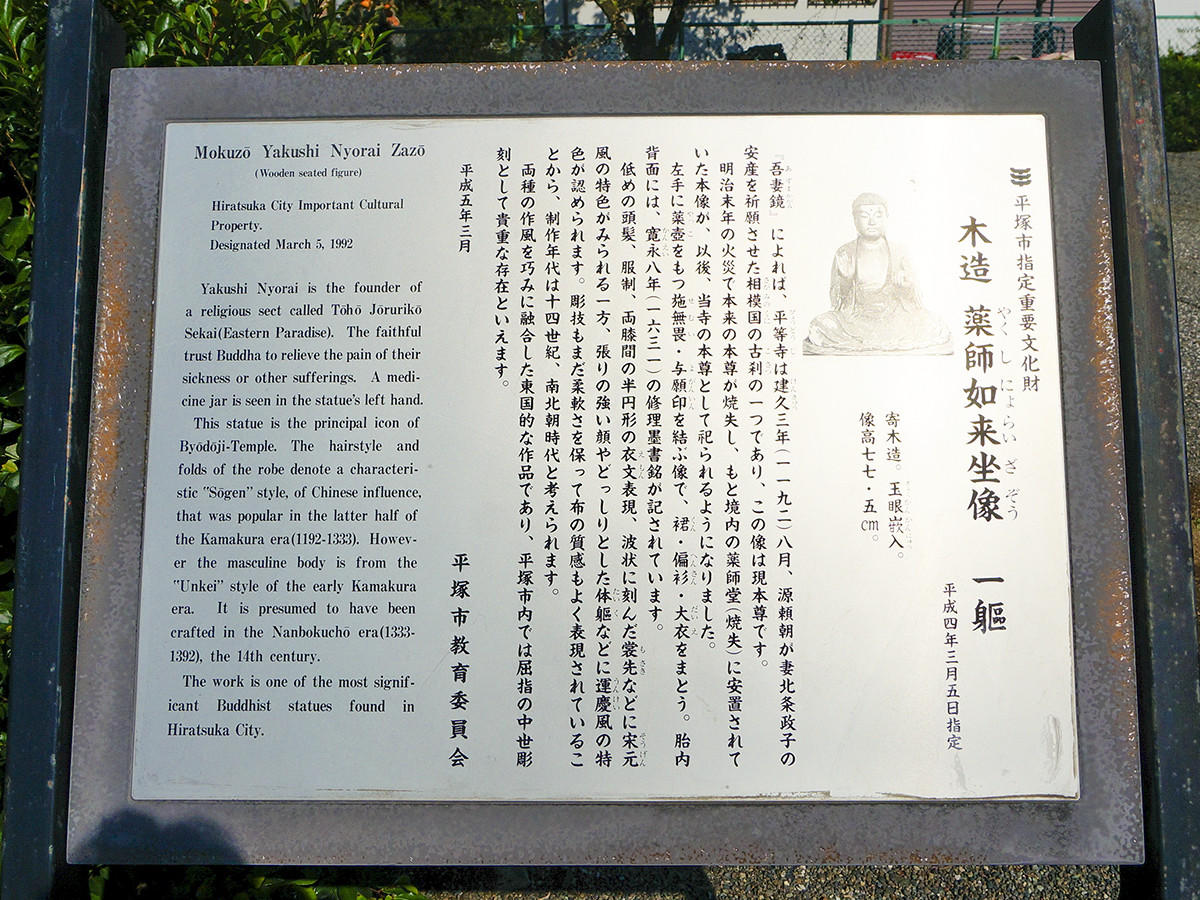 平塚市指定重要文化財
木造 薬師如来坐像 一軀
やくしにょらいざぞう
平成四年三月五日指定
寄木造。玉眼嵌入。
像高七七・五cm。
『吾妻鏡』によれば、平等寺は建久三年(一一九二)八月、源頼朝が妻北条政子の
安産を祈願させた相模国の古刹の一つであり、この像は現本尊です。
明治末年の火災で本来の本尊が焼失し、もと境内の薬師堂(焼失)に安置されて
いた本像が、以後、当寺の本尊として祀られるようになりました。
左手に薬壺をもつ施無畏・与願印を結ぶ像で、裙・偏衫・大衣をまとう。胎内
背面には、寛永八年(一六三一)の修理墨書銘が記されています。
低めの頭髪、服制、両膝間の半円形の衣文表現、波状に刻んだ裳先などに宋元
風の特色がみられる一方、張りの強い顔やどっしりとした体軀などに運慶風の特
色が認められます。彫技もまだ柔軟さを保って布の質感もよく表現されているこ
とから、制作年代は十四世紀、南北朝時代と考えられます。
両種の作風を巧みに融合した東国的な作品であり、平塚市内では屈指の中世彫
刻として貴重な存在といえます。
平成五年三月
平塚市教育委員会
Mokuzō Yakushi Nyorai Zazō
(Wooden seated figure)
Hiratsuka City Important Cultural
Property.
Designated March 5, 1992
Yakushi Nyorai is the founder of
a religious sect called Tōhō Jōrurikō
Sekai(Eastern Paradise). The faithful
trust Buddha to relieve the pain of their
sickness or other sufferings. A medi-
cine jar is seen in the statue's left hand.
This statue is the principal icon of
Byōdōji-Temple. The hairstyle and
folds of the robe denote a characteri-
stic "Sōgen" style, of Chinese influence,
that was popular in the latter half of
the Kamakura era(1192-1333). Howev-
er the masculine body is from the
"Unkei" style of the early Kamakura
era. It is presumed to have been
crafted in the Nanbokuchō era(1333-
1392), the 14th century.
The work is one of the most signif-
icant Buddhist statues found in
Hiratsuka City.